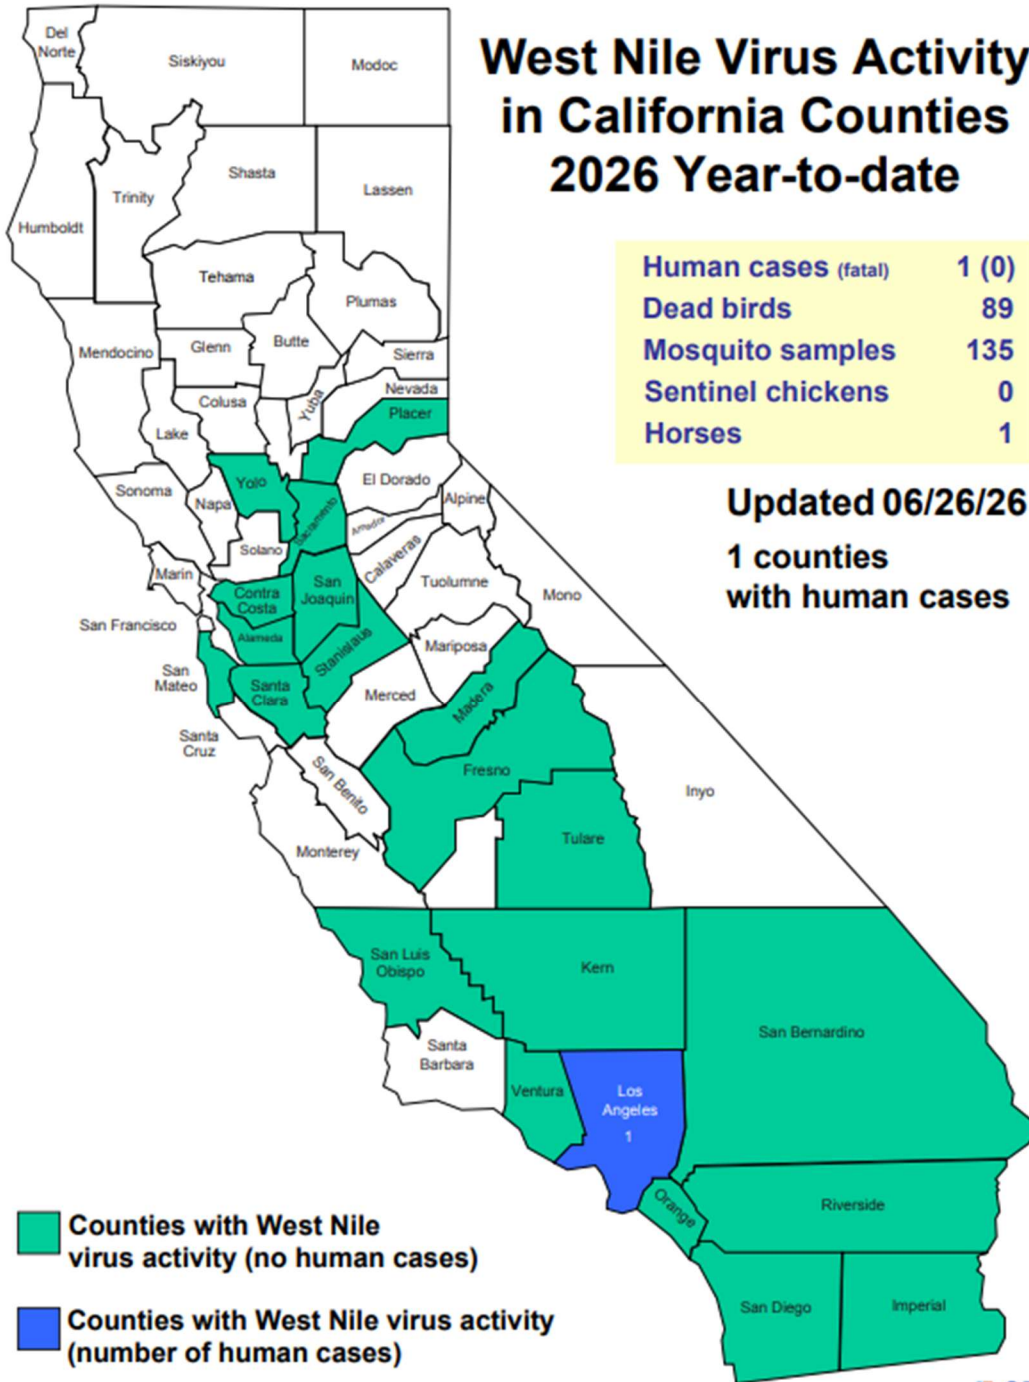 West Nile Virus Activity
in California Counties
2026 Year-to-date
Human cases (fatal) 1 (0)
Dead birds 89
Mosquito samples 135
Sentinel chickens 0
Horses 1
Updated 06/26/26
1 counties
with human cases
Del
Norte
Siskiyou
Modoc
Shasta
Lassen
Trinity
Humboldt
Tehama
Plumas
Mendocino
Glenn
Butte
Sierra
Nevada
Colusa
Yuba
Placer
Lake
Yolo
El Dorado
Sonoma
Napa
Sacramento
Alpine
Amador
Solano
Calaveras
Marin
Contra
Costa
San
Joaquin
Tuolumne
Mono
San Francisco
Alameda
Stanislaus
Mariposa
San
Mateo
Santa
Clara
Merced
Madera
Santa
Cruz
San Benito
Fresno
Inyo
Monterey
Tulare
San Luis
Obispo
Kern
San Bernardino
Santa
Barbara
Ventura
Los
Angeles
1
Orange
Riverside
San Diego
Imperial
Counties with West Nile
virus activity (no human cases)
Counties with West Nile virus activity
(number of human cases)